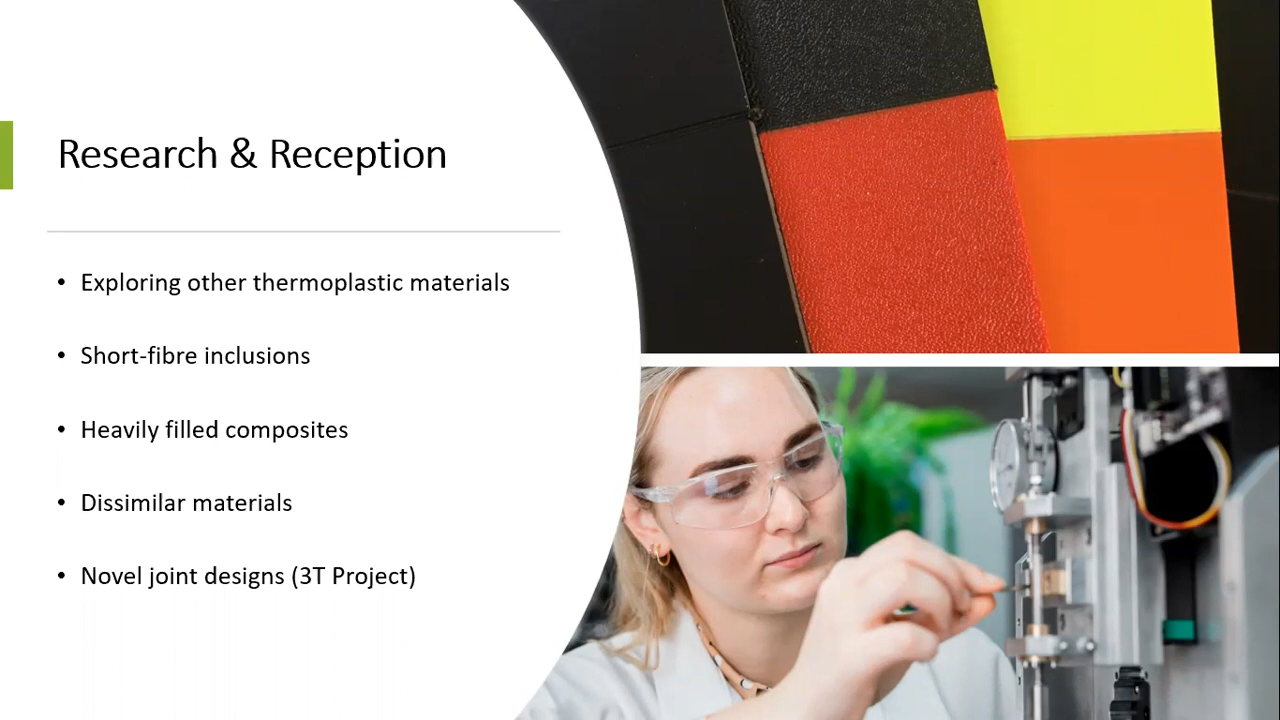 Research & Reception
• Exploring other thermoplastic materials
• Short-fibre inclusions
• Heavily filled composites
• Dissimilar materials
• Novel joint designs (3T Project)